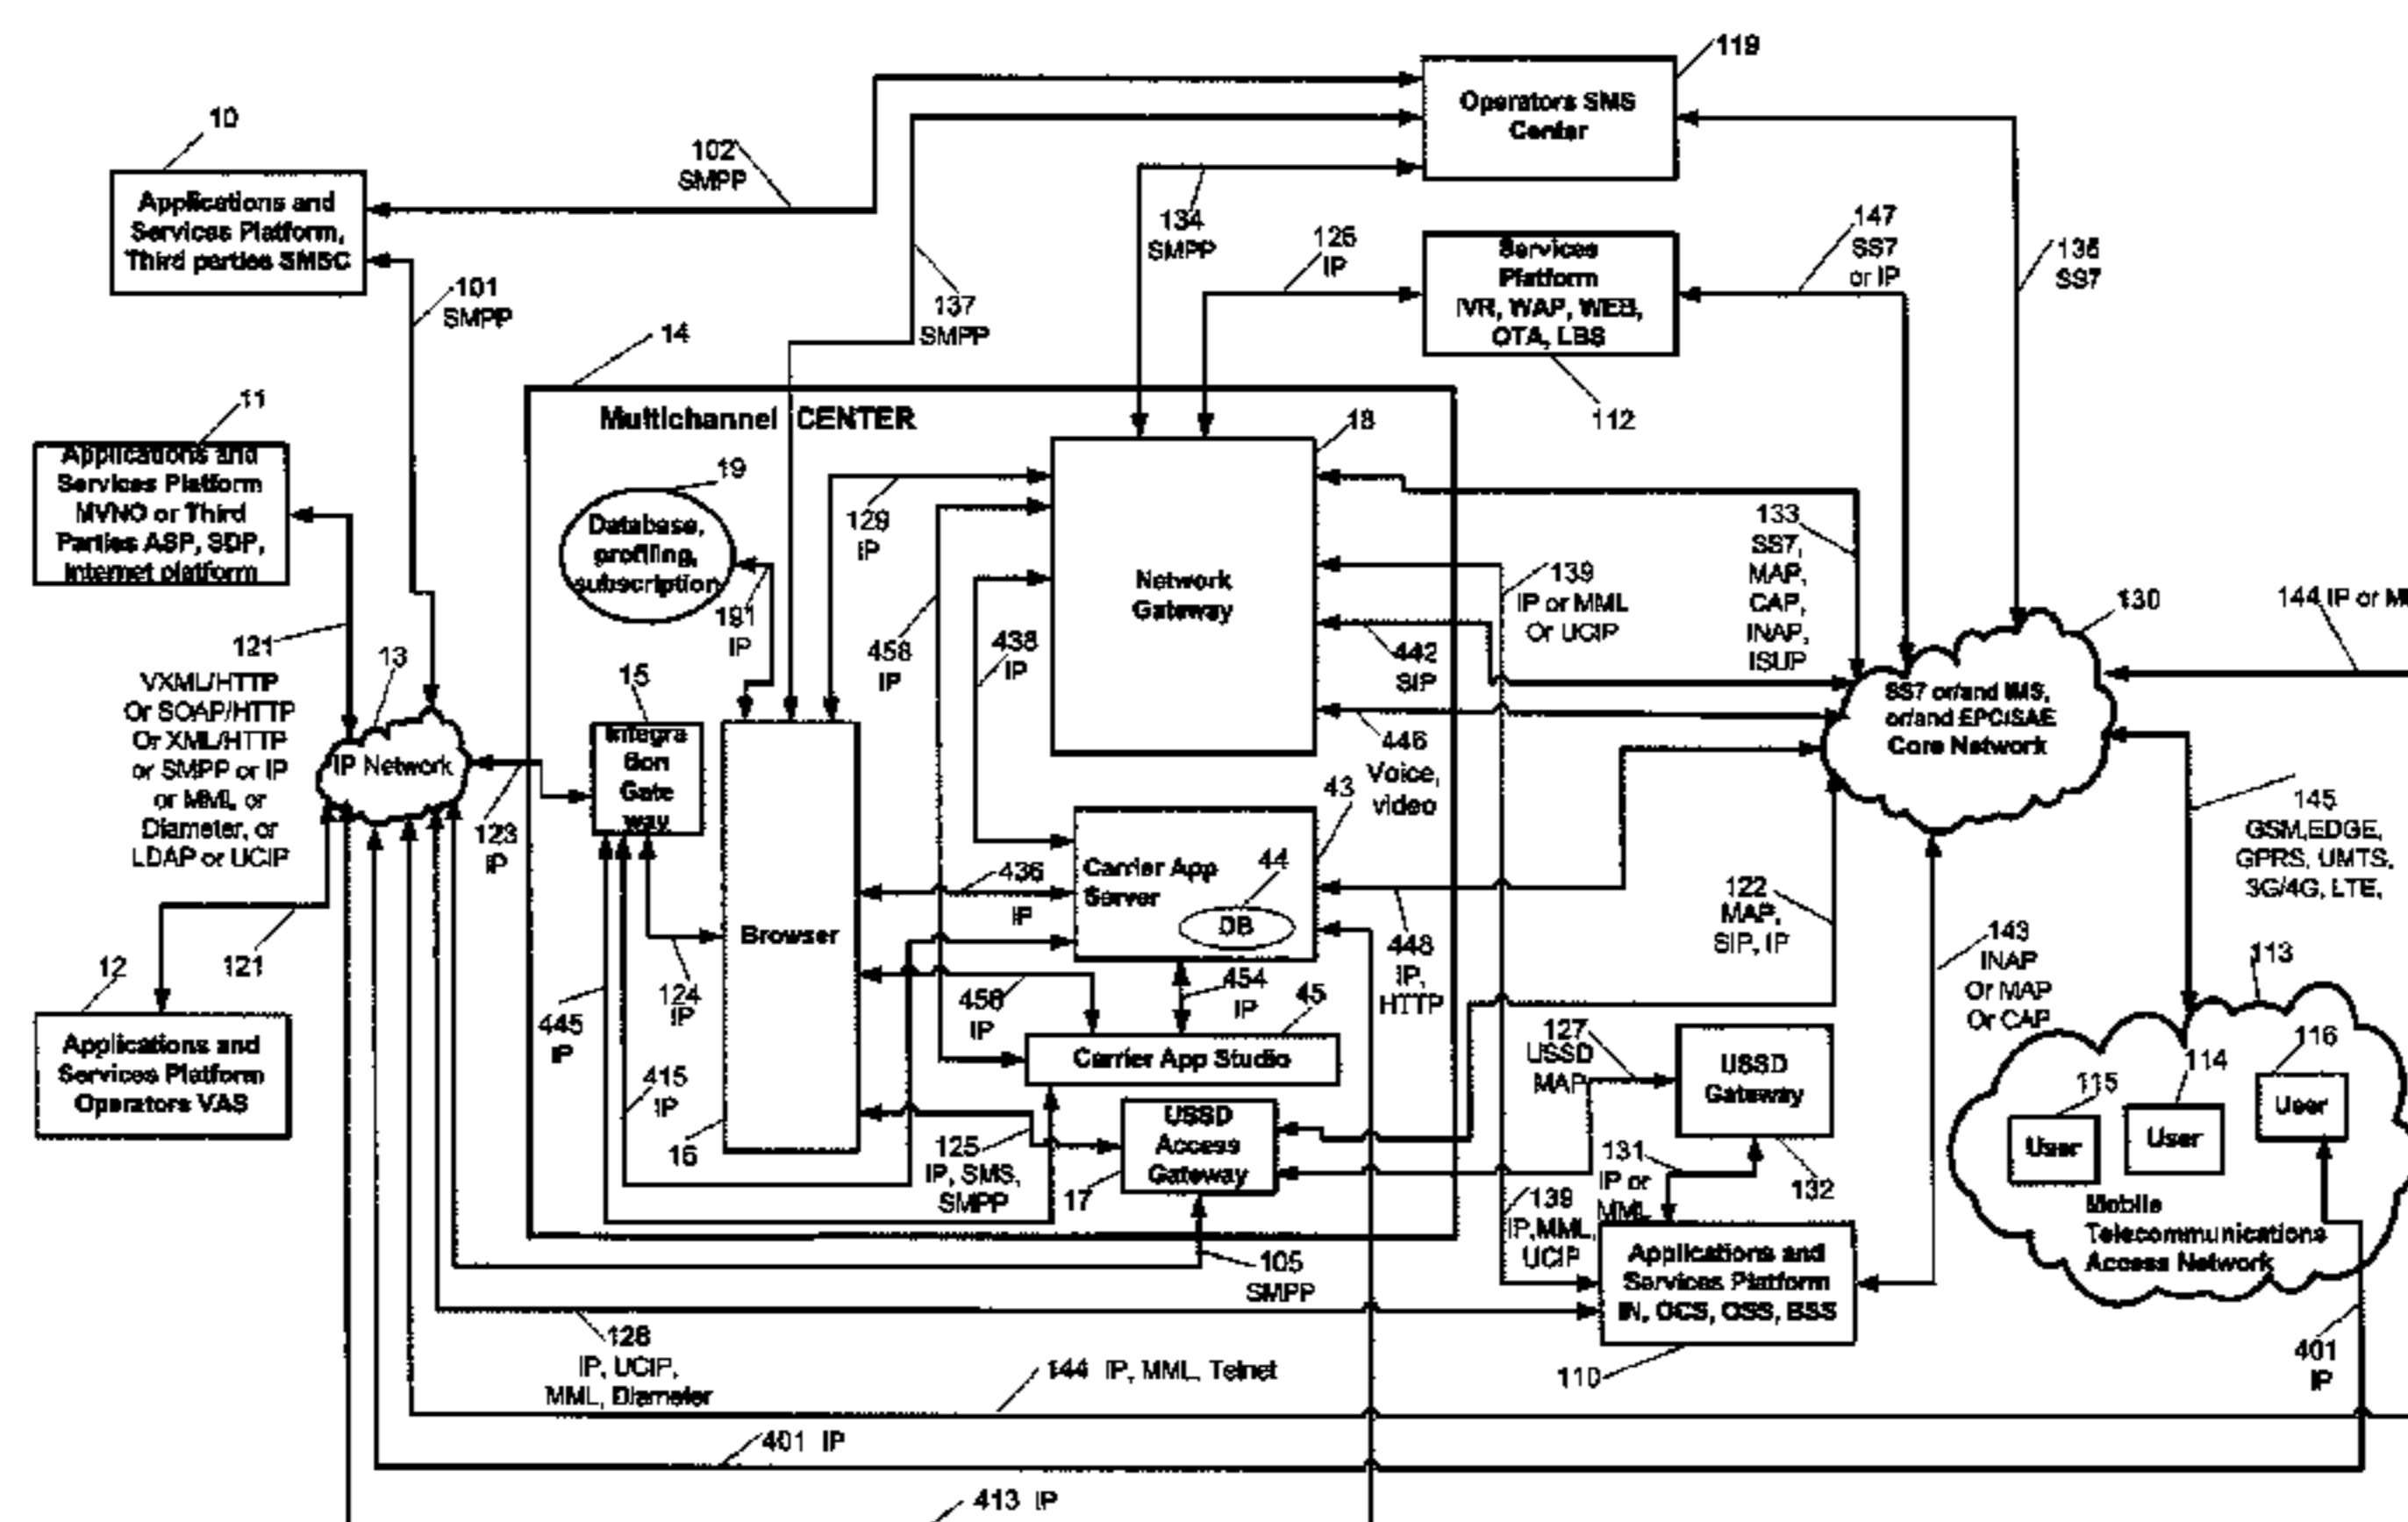 119
Operators SMS
Center
10
102
SMPP
Applications and
Services Platform,
Third parties SMSC
134
SMPP
126
IP
Services
Platform
IVR, WAP, WEB,
OTA, LBS
147
SS7
or IP
135
SS7
101
SMPP
137
SMPP
14
112
11
Multichannel CENTER
18
Applications and
Services Platform
MVNO or Third
Parties ASP, SDP,
Internet platform
19
Database,
profiling,
subscription
129
IP
Network
Gateway
133
SS7,
MAP,
CAP,
INAP,
ISUP
139
IP or MML
Or UCIP
130
144 IP or
191
IP
458
IP
438
IP
442
SIP
121
13
15
VXML/HTTP
Or SOAP/HTTP
Or XML/HTTP
or SMPP or IP
or MML or
Diameter, or
LDAP or UCIP
IP Network
Integra
tion
Gate
way
SS7 or/and IMS,
or/and EPC/SAE
Core Network
446
Voice,
video
43
123
IP
145
GSM,EDGE,
GPRS, UMTS,
3G/4G, LTE,
Carrier App
Server
44
DB
436
IP
Browser
122
MAP,
SIP, IP
448
IP,
HTTP
143
INAP
Or MAP
Or CAP
12
121
124
IP
445
IP
456
IP
454
IP
45
113
Applications and
Services Platform
Operators VAS
Carrier App Studio
127
USSD
MAP
USSD
Gateway
116
114
115
User
User
User
415
IP
USSD
Access
Gateway
16
125
IP, SMS,
SMPP
17
131
IP or
MML
132
139
IP,MML,
UCIP
Mobile
Telecommunications
Access Network
105
SMPP
Applications and
Services Platform
IN, OCS, OSS, BSS
128
IP, UCIP,
MML, Diameter
144 IP, MML, Telnet
110
401
IP
401 IP
413 IP